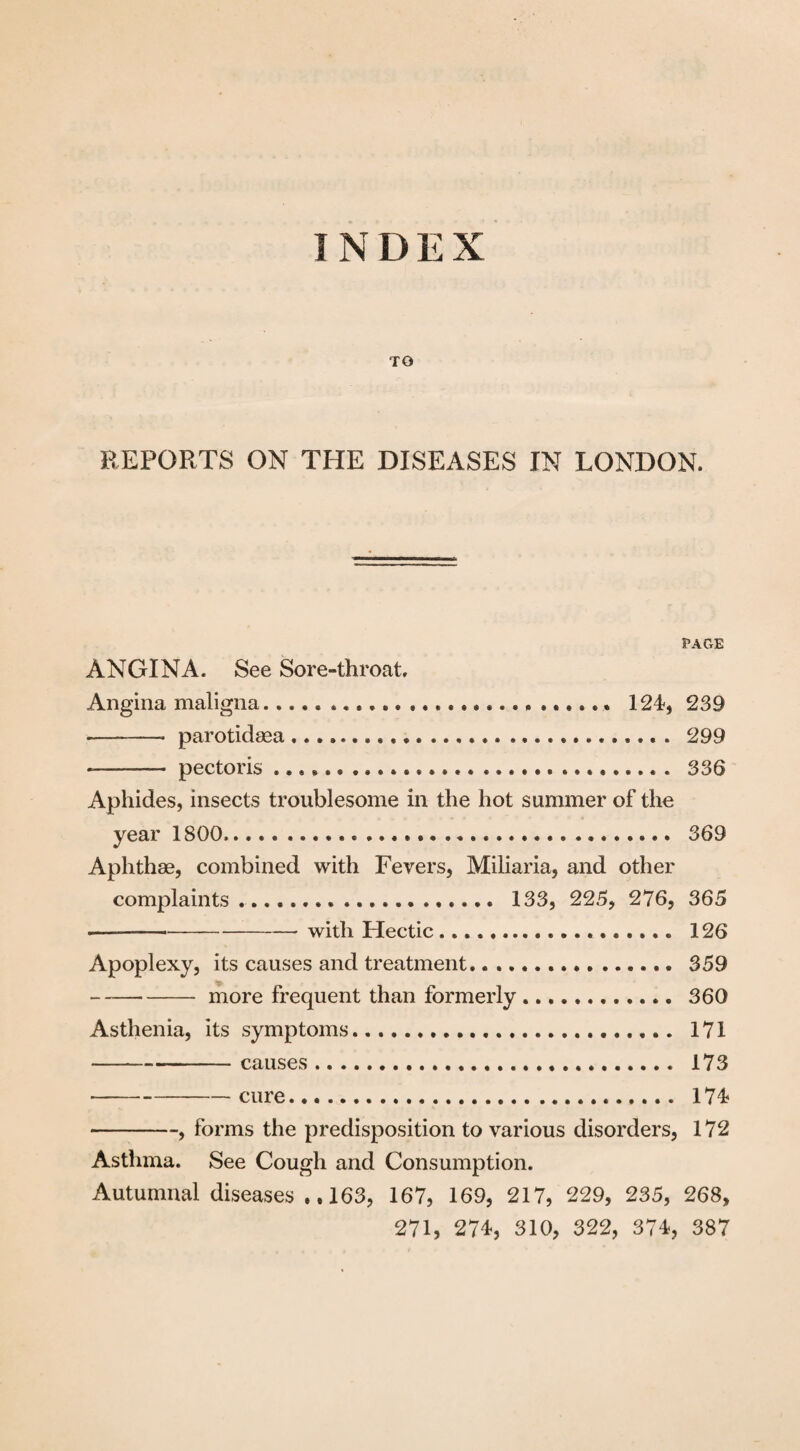 INDEX
TO
REPORTS ON THE DISEASES IN LONDON.
PAGE
ANGINA. See Sore-throat.
Angina maligna................................. 124, 239
——— parotidæa................................. 299
——— pectoris................................. 336
Aphides, insects troublesome in the hot summer of the
year 1800................................. 369
Aphthæ, combined with Fevers, Miliaria, and other
complaints..................... 133, 225, 276, 365
——————— with Hectic................... 126
Apoplexy, its causes and treatment................ 359
———— more frequent than formerly............ 360
Asthenia, its symptoms.......................... 171
————— causes............................. 173
————— cure............................... 174
————, forms the predisposition to various disorders, 172
Asthma. See Cough and Consumption.
Autumnal diseases ..163, 167, 169, 217, 229, 235, 268,
271, 274, 310, 322, 374, 387